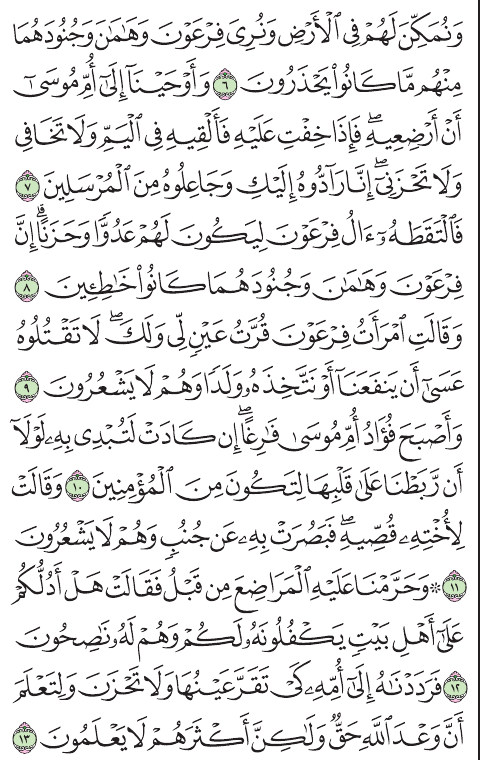 وَنُمَكِّنَ لَهُمْ فِي ٱلْأَرْضِ وَنُرِيَ فِرْعَوْنَ وَهَـٰمَـٰنَ وَجُنُودَهُمَا
مِنْهُم مَّا كَانُوا۟ يَحْذَرُونَ ٦ وَأَوْحَيْنَآ إِلَىٰٓ أُمِّ مُوسَىٰٓ
أَنْ أَرْضِعِيهِ ۖ فَإِذَا خِفْتِ عَلَيْهِ فَأَلْقِيهِ فِي ٱلْيَمِّ وَلَا تَخَافِي
وَلَا تَحْزَنِيٓ ۖ إِنَّا رَآدُّوهُ إِلَيْكِ وَجَاعِلُوهُ مِنَ ٱلْمُرْسَلِينَ ٧
فَٱلْتَقَطَهُۥٓ ءَالُ فِرْعَوْنَ لِيَكُونَ لَهُمْ عَدُوًّا وَحَزَنًا ۗ إِنَّ
فِرْعَوْنَ وَهَـٰمَـٰنَ وَجُنُودَهُمَا كَانُوا۟ خَـٰطِـِٔينَ ٨
وَقَالَتِ ٱمْرَأَتُ فِرْعَوْنَ قُرَّتُ عَيْنٍ لِّي وَلَكَ ۖ لَا تَقْتُلُوهُ
عَسَىٰٓ أَن يَنفَعَنَآ أَوْ نَتَّخِذَهُۥ وَلَدًا وَهُمْ لَا يَشْعُرُونَ ٩
وَأَصْبَحَ فُؤَادُ أُمِّ مُوسَىٰ فَـٰرِغًا ۖ إِن كَادَتْ لَتُبْدِي بِهِۦ لَوْلَآ
أَن رَّبَطْنَا عَلَىٰ قَلْبِهَا لِتَكُونَ مِنَ ٱلْمُؤْمِنِينَ ١٠ وَقَالَتْ
لِأُخْتِهِۦ قُصِّيهِ ۖ فَبَصُرَتْ بِهِۦ عَن جُنُبٍ وَهُمْ لَا يَشْعُرُونَ
١١ ۞ وَحَرَّمْنَا عَلَيْهِ ٱلْمَرَاضِعَ مِن قَبْلُ فَقَالَتْ هَلْ أَدُلُّكُمْ
عَلَىٰٓ أَهْلِ بَيْتٍ يَكْفُلُونَهُۥ لَكُمْ وَهُمْ لَهُۥ نَـٰصِحُونَ
١٢ فَرَدَدْنَـٰهُ إِلَىٰٓ أُمِّهِۦ كَيْ تَقَرَّ عَيْنُهَا وَلَا تَحْزَنَ وَلِتَعْلَمَ
أَنَّ وَعْدَ ٱللَّهِ حَقٌّ وَلَـٰكِنَّ أَكْثَرَهُمْ لَا يَعْلَمُونَ ١٣